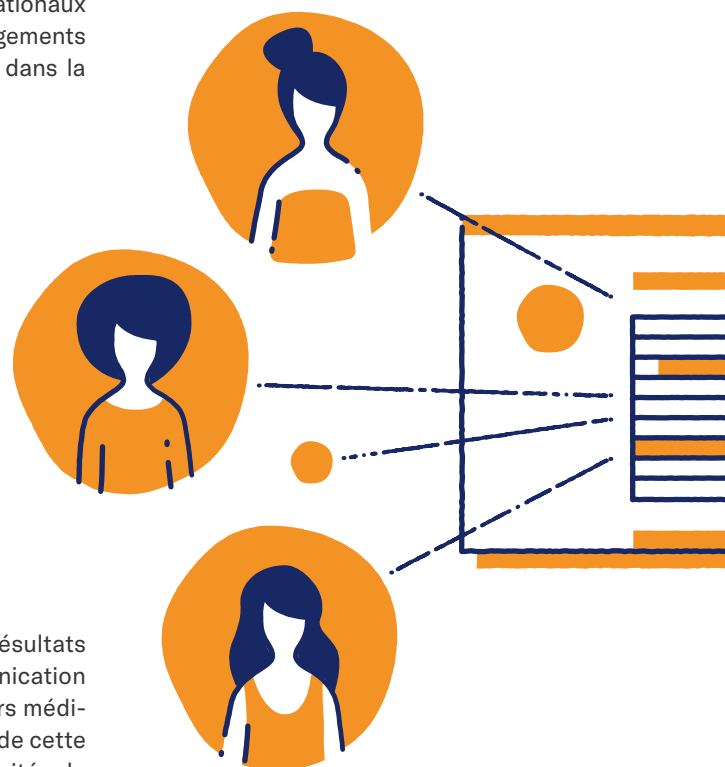 ationaux
gements
dans la
ésultats
nication
rs médi-
de cette